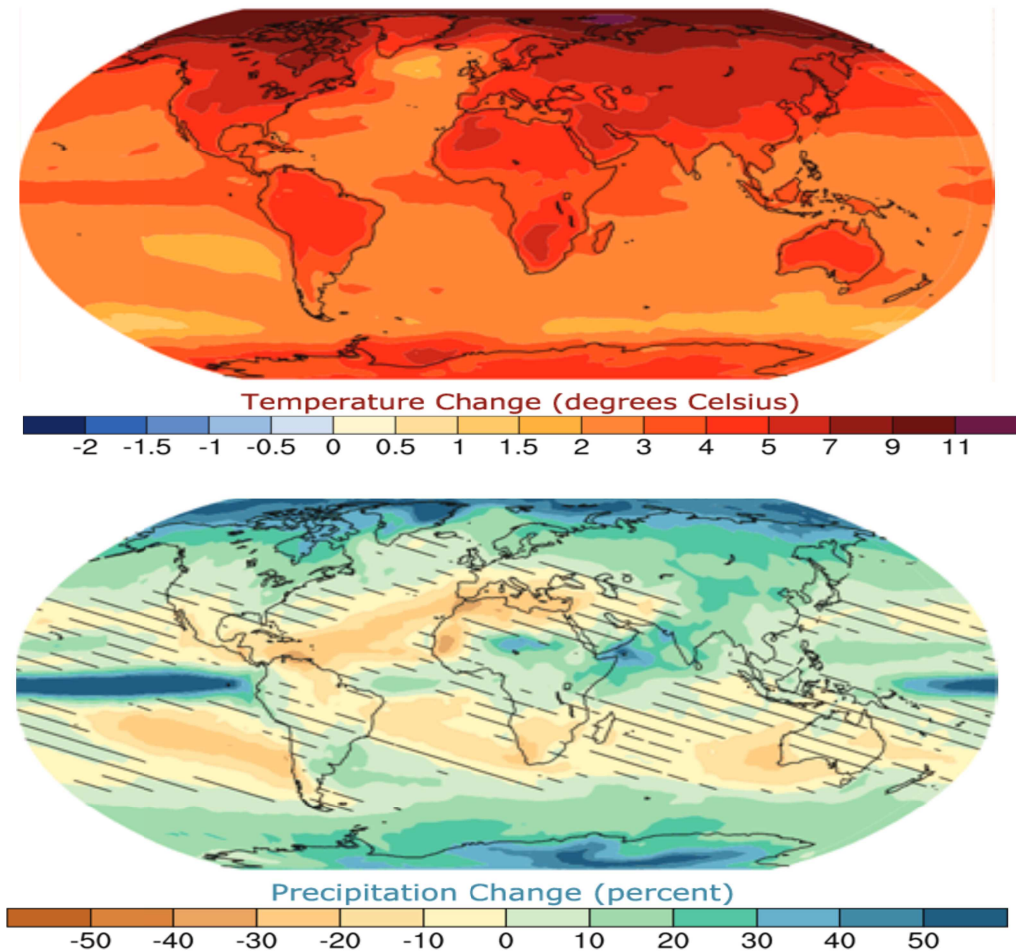 Temperature Change (degrees Celsius)
-2 -1.5 -1 -0.5 0 0.5 1 1.5 2 3 4 5 7 9 11
Precipitation Change (percent)
-50 -40 -30 -20 -10 0 10 20 30 40 50